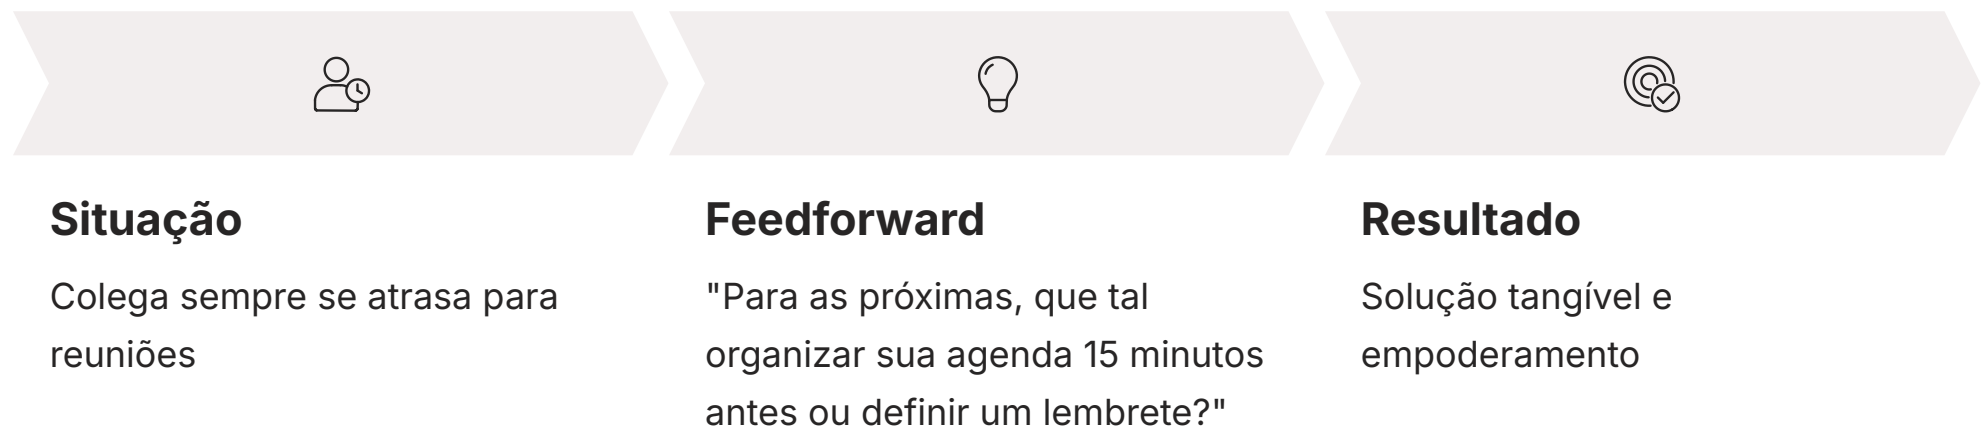 Situação
Colega sempre se atrasa para
reuniões
Feedforward
"Para as próximas, que tal
organizar sua agenda 15 minutos
antes ou definir um lembrete?"
Resultado
Solução tangível e
empoderamento